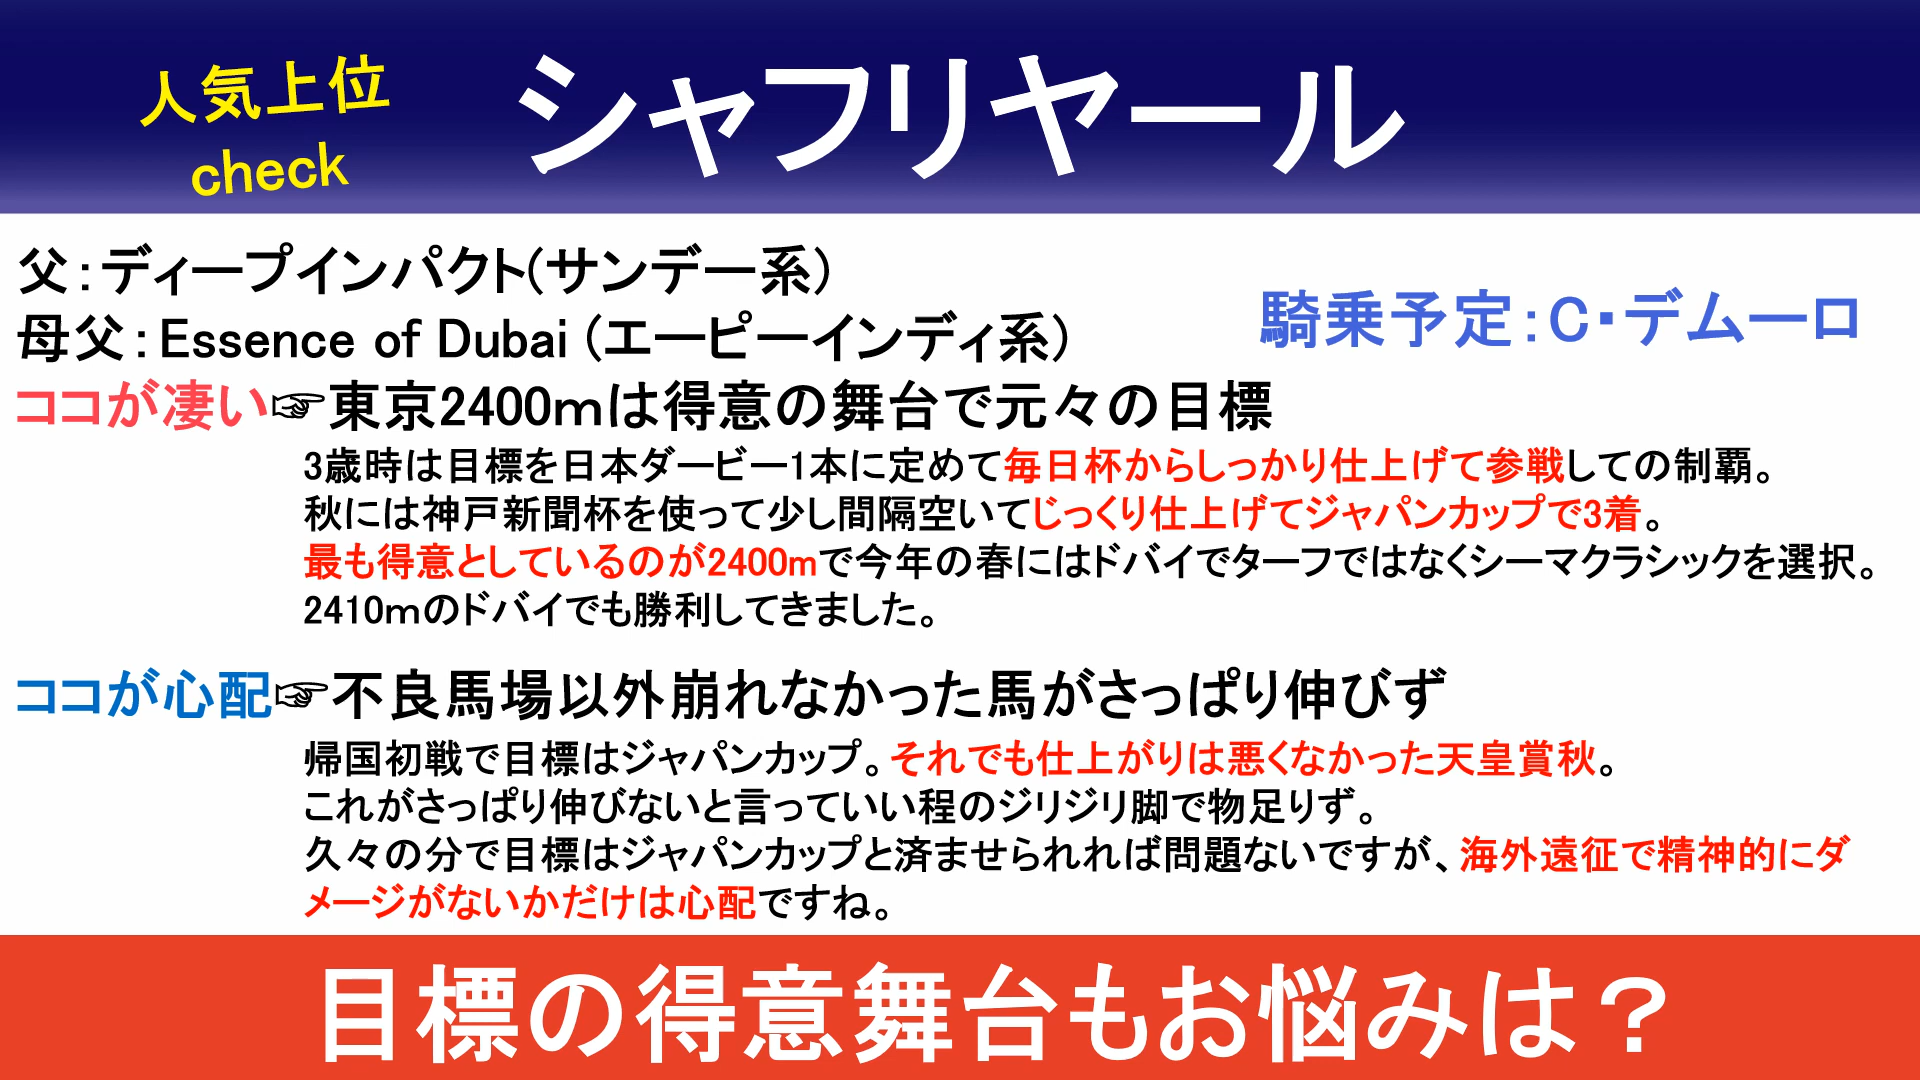 人気上位
check
シャフリヤール
父：ディープインパクト(サンデー系)
母父：Essence of Dubai (エーピーインディ系)
騎乗予定：C・デムーロ
ココが凄い☞東京2400mは得意の舞台で元々の目標
3歳時は目標を日本ダービー1本に定めて毎日杯からしっかり仕上げて参戦しての制覇。
秋には神戸新聞杯を使って少し間隔空いてじっくり仕上げてジャパンカップで3着。
最も得意としているのが2400mで今年の春にはドバイでターフではなくシーマクラシックを選択。
2410mのドバイでも勝利してきました。
ココが心配☞不良馬場以外崩れなかった馬がさっぱり伸びず
帰国初戦で目標はジャパンカップ。それでも仕上がりは悪くなかった天皇賞秋。
これがさっぱり伸びないと言っていい程のジリジリ脚で物足りず。
久々の分で目標はジャパンカップと済ませられれば問題ないですが、海外遠征で精神的にダ
メージがないかだけは心配ですね。
目標の得意舞台もお悩みは？